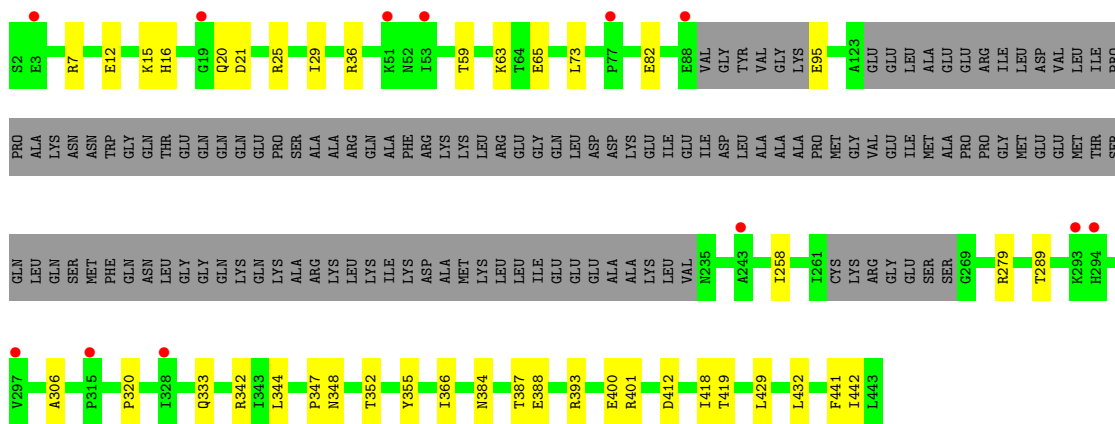 S2 E3 R7 E12 K15 H16 G19 Q20 D21 R25 I29 R36 K51 N52 I53 T59 K63 T64 E65 L73 P77 E82 E88 VAL GLY TYR VAL GLY LYS E95 A123 GLU GLU LEU ALA GLU GLU ARG ILE LEU ASP VAL LEU ILE PRO
PRO ALA LYS ASN ASN TRP GLY GLN THR GLU GLN GLN GLN GLU PRO SER ALA ALA ARG GLN ALA PHE ARG LYS LYS LEU ARG GLU GLY GLN LEU ASP ASP LYS GLU ILE GLU ILE ASP LEU ALA ALA ALA PRO MET GLY VAL GLU ILE MET ALA PRO PRO GLY MET GLU GLU MET THR SER
GLN LEU GLN SER MET PHE GLN ASN LEU GLY GLY GLN LYS GLN LYS ALA ARG LYS LEU LYS ILE LYS ASP ALA MET LYS LEU LEU ILE GLU GLU GLU ALA ALA LYS LEU VAL N235 A243 I258 I261 CYS LYS ARG GLY GLU SER SER G269 R279 T289 K293 H294
V297 A306 P315 P320 I328 Q333 R342 I343 L344 P347 N348 T352 Y355 I366 N384 T387 E388 R393 E400 R401 D412 I418 T419 L429 L432 F441 I442 L443